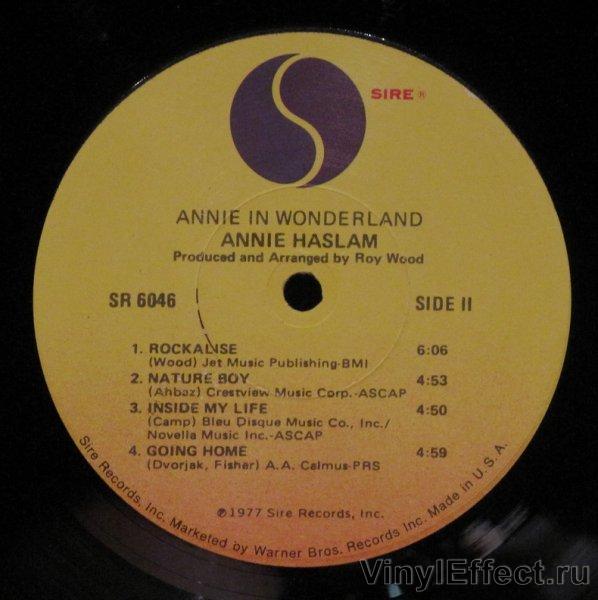 SIRE ®
ANNIE IN WONDERLAND
ANNIE HASLAM
Produced and Arranged by Roy Wood
SR 6046
SIDE II
1. ROCKALISE 6:06
(Wood) Jet Music Publishing-BMI
2. NATURE BOY 4:53
(Ahbaz) Crestview Music Corp.-ASCAP
3. INSIDE MY LIFE 4:50
(Camp) Bleu Disque Music Co., Inc./
Novella Music Inc.-ASCAP
4. GOING HOME 4:59
(Dvorjak, Fisher) A.A. Calmus-PRS
℗1977 Sire Records, Inc.
Sire Records, Inc. Marketed by Warner Bros. Records Inc. Made in U.S.A.
VinylEffect.ru